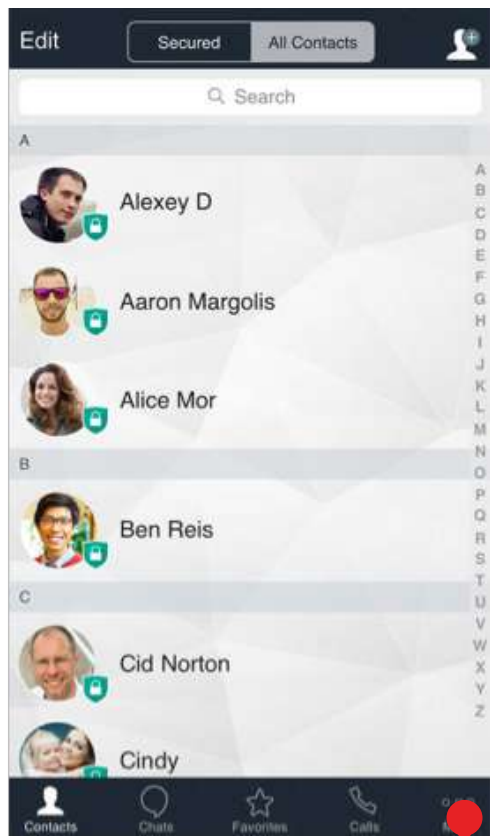 Edit Secured All Contacts
Search
A
Alexey D
Aaron Margolis
Alice Mor
B
Ben Reis
C
Cid Norton
Cindy
A
B
C
D
E
F
G
H
I
J
K
L
M
N
O
P
Q
R
S
T
U
V
W
X
Y
Z
Contacts Chats Favorites Calls